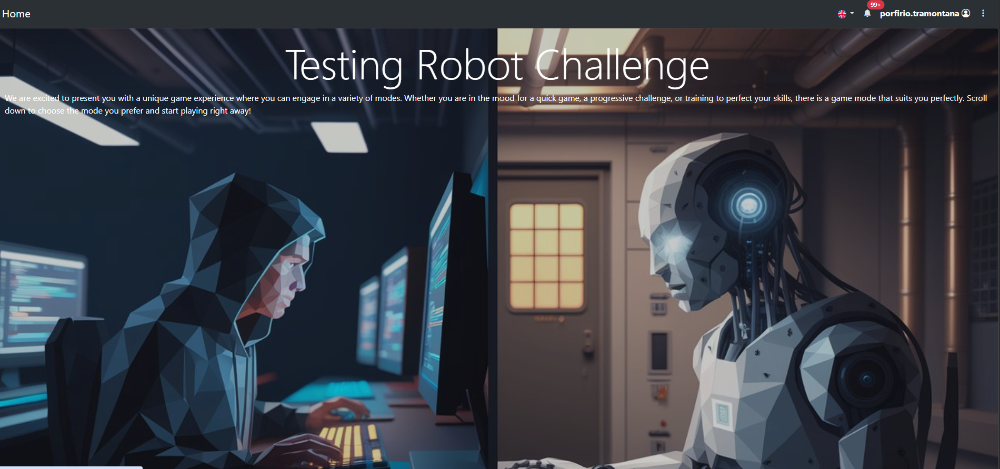 Home
99+
porfirio.tramontana
Testing Robot Challenge
We are excited to present you with a unique game experience where you can engage in a variety of modes. Whether you are in the mood for a quick game, a progressive challenge, or training to perfect your skills, there is a game mode that suits you perfectly. Scroll
down to choose the mode you prefer and start playing right away!